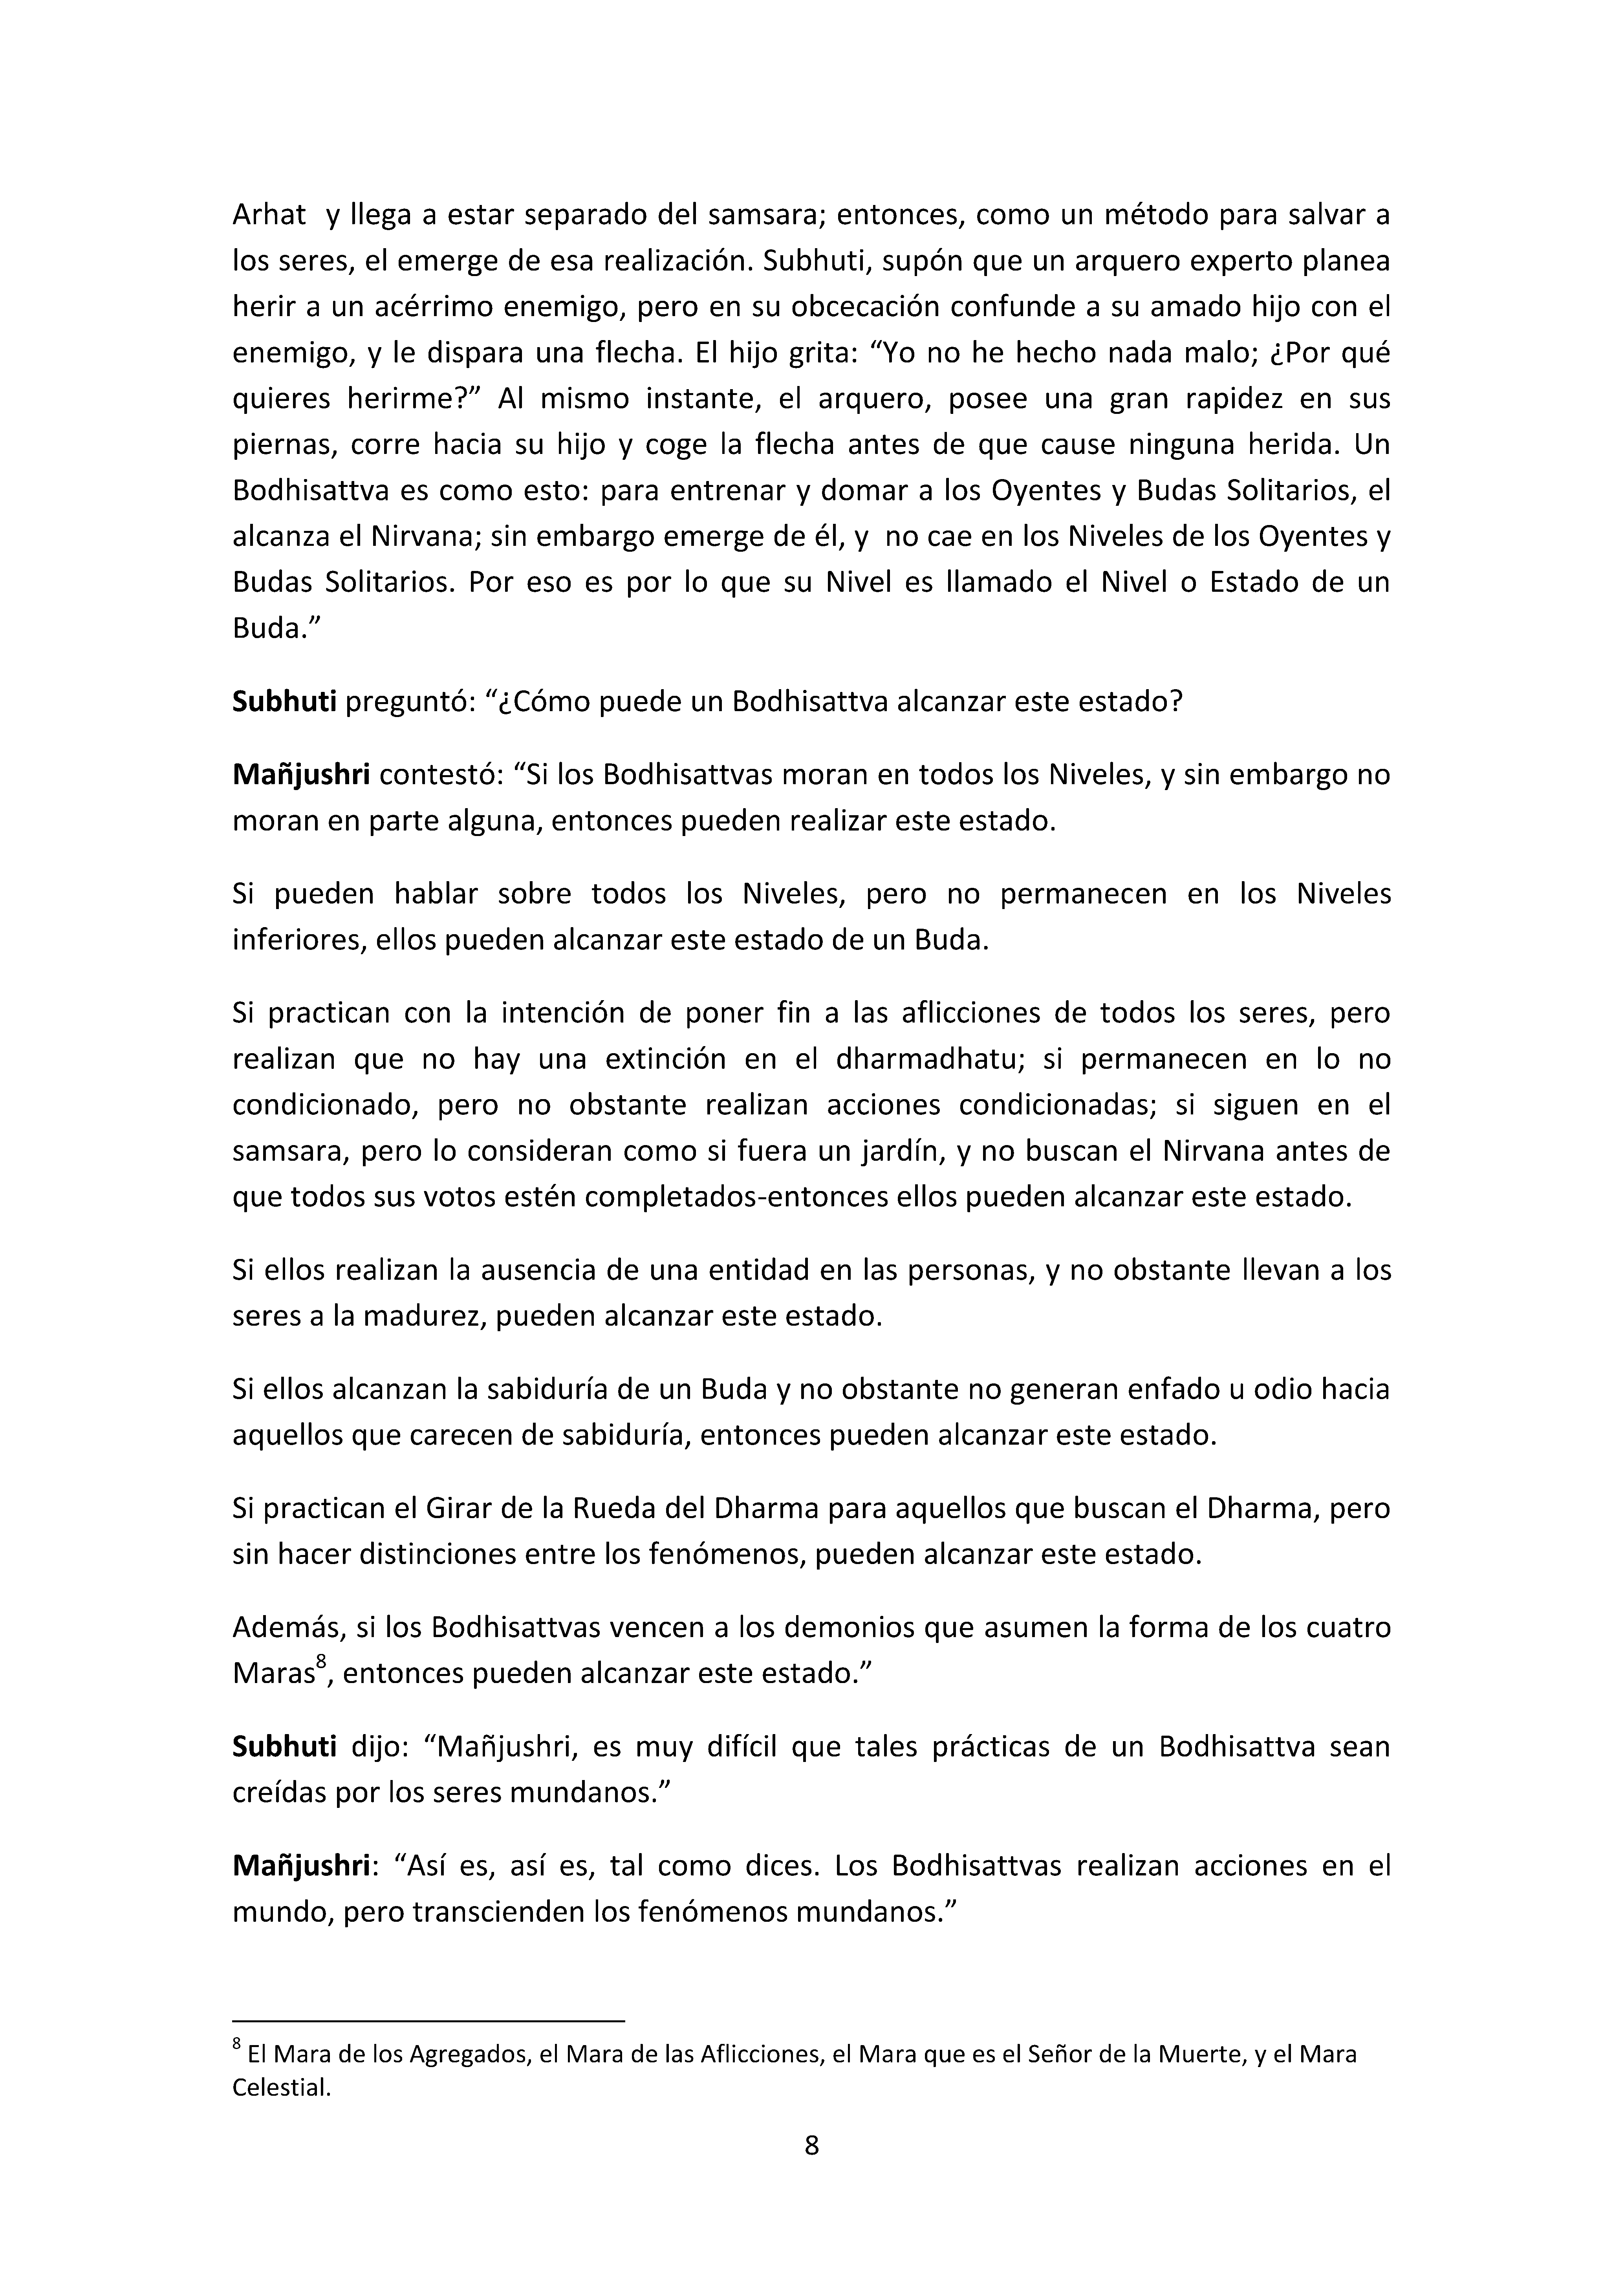 Arhat  y llega a estar separado del samsara; entonces, como un método para salvar a
los seres, el emerge de esa realización. Subhuti, supón que un arquero experto planea
herir a un acérrimo enemigo, pero en su obcecación confunde a su amado hijo con el
enemigo, y le dispara una flecha. El hijo grita: “Yo no he hecho nada malo; ¿Por qué
quieres herirme?” Al mismo instante, el arquero, posee una gran rapidez en sus
piernas, corre hacia su hijo y coge la flecha antes de que cause ninguna herida. Un
Bodhisattva es como esto: para entrenar y domar a los Oyentes y Budas Solitarios, el
alcanza el Nirvana; sin embargo emerge de él, y  no cae en los Niveles de los Oyentes y
Budas Solitarios. Por eso es por lo que su Nivel es llamado el Nivel o Estado de un
Buda.”
Subhuti preguntó: “¿Cómo puede un Bodhisattva alcanzar este estado?
Mañjushri contestó: “Si los Bodhisattvas moran en todos los Niveles, y sin embargo no
moran en parte alguna, entonces pueden realizar este estado.
Si pueden hablar sobre todos los Niveles, pero no permanecen en los Niveles
inferiores, ellos pueden alcanzar este estado de un Buda.
Si practican con la intención de poner fin a las aflicciones de todos los seres, pero
realizan que no hay una extinción en el dharmadhatu; si permanecen en lo no
condicionado, pero no obstante realizan acciones condicionadas; si siguen en el
samsara, pero lo consideran como si fuera un jardín, y no buscan el Nirvana antes de
que todos sus votos estén completados-entonces ellos pueden alcanzar este estado.
Si ellos realizan la ausencia de una entidad en las personas, y no obstante llevan a los
seres a la madurez, pueden alcanzar este estado.
Si ellos alcanzan la sabiduría de un Buda y no obstante no generan enfado u odio hacia
aquellos que carecen de sabiduría, entonces pueden alcanzar este estado.
Si practican el Girar de la Rueda del Dharma para aquellos que buscan el Dharma, pero
sin hacer distinciones entre los fenómenos, pueden alcanzar este estado.
Además, si los Bodhisattvas vencen a los demonios que asumen la forma de los cuatro
Maras8, entonces pueden alcanzar este estado.”
Subhuti dijo: “Mañjushri, es muy difícil que tales prácticas de un Bodhisattva sean
creídas por los seres mundanos.”
Mañjushri: “Así es, así es, tal como dices. Los Bodhisattvas realizan acciones en el
mundo, pero transcienden los fenómenos mundanos.”
8 El Mara de los Agregados, el Mara de las Aflicciones, el Mara que es el Señor de la Muerte, y el Mara
Celestial.
8